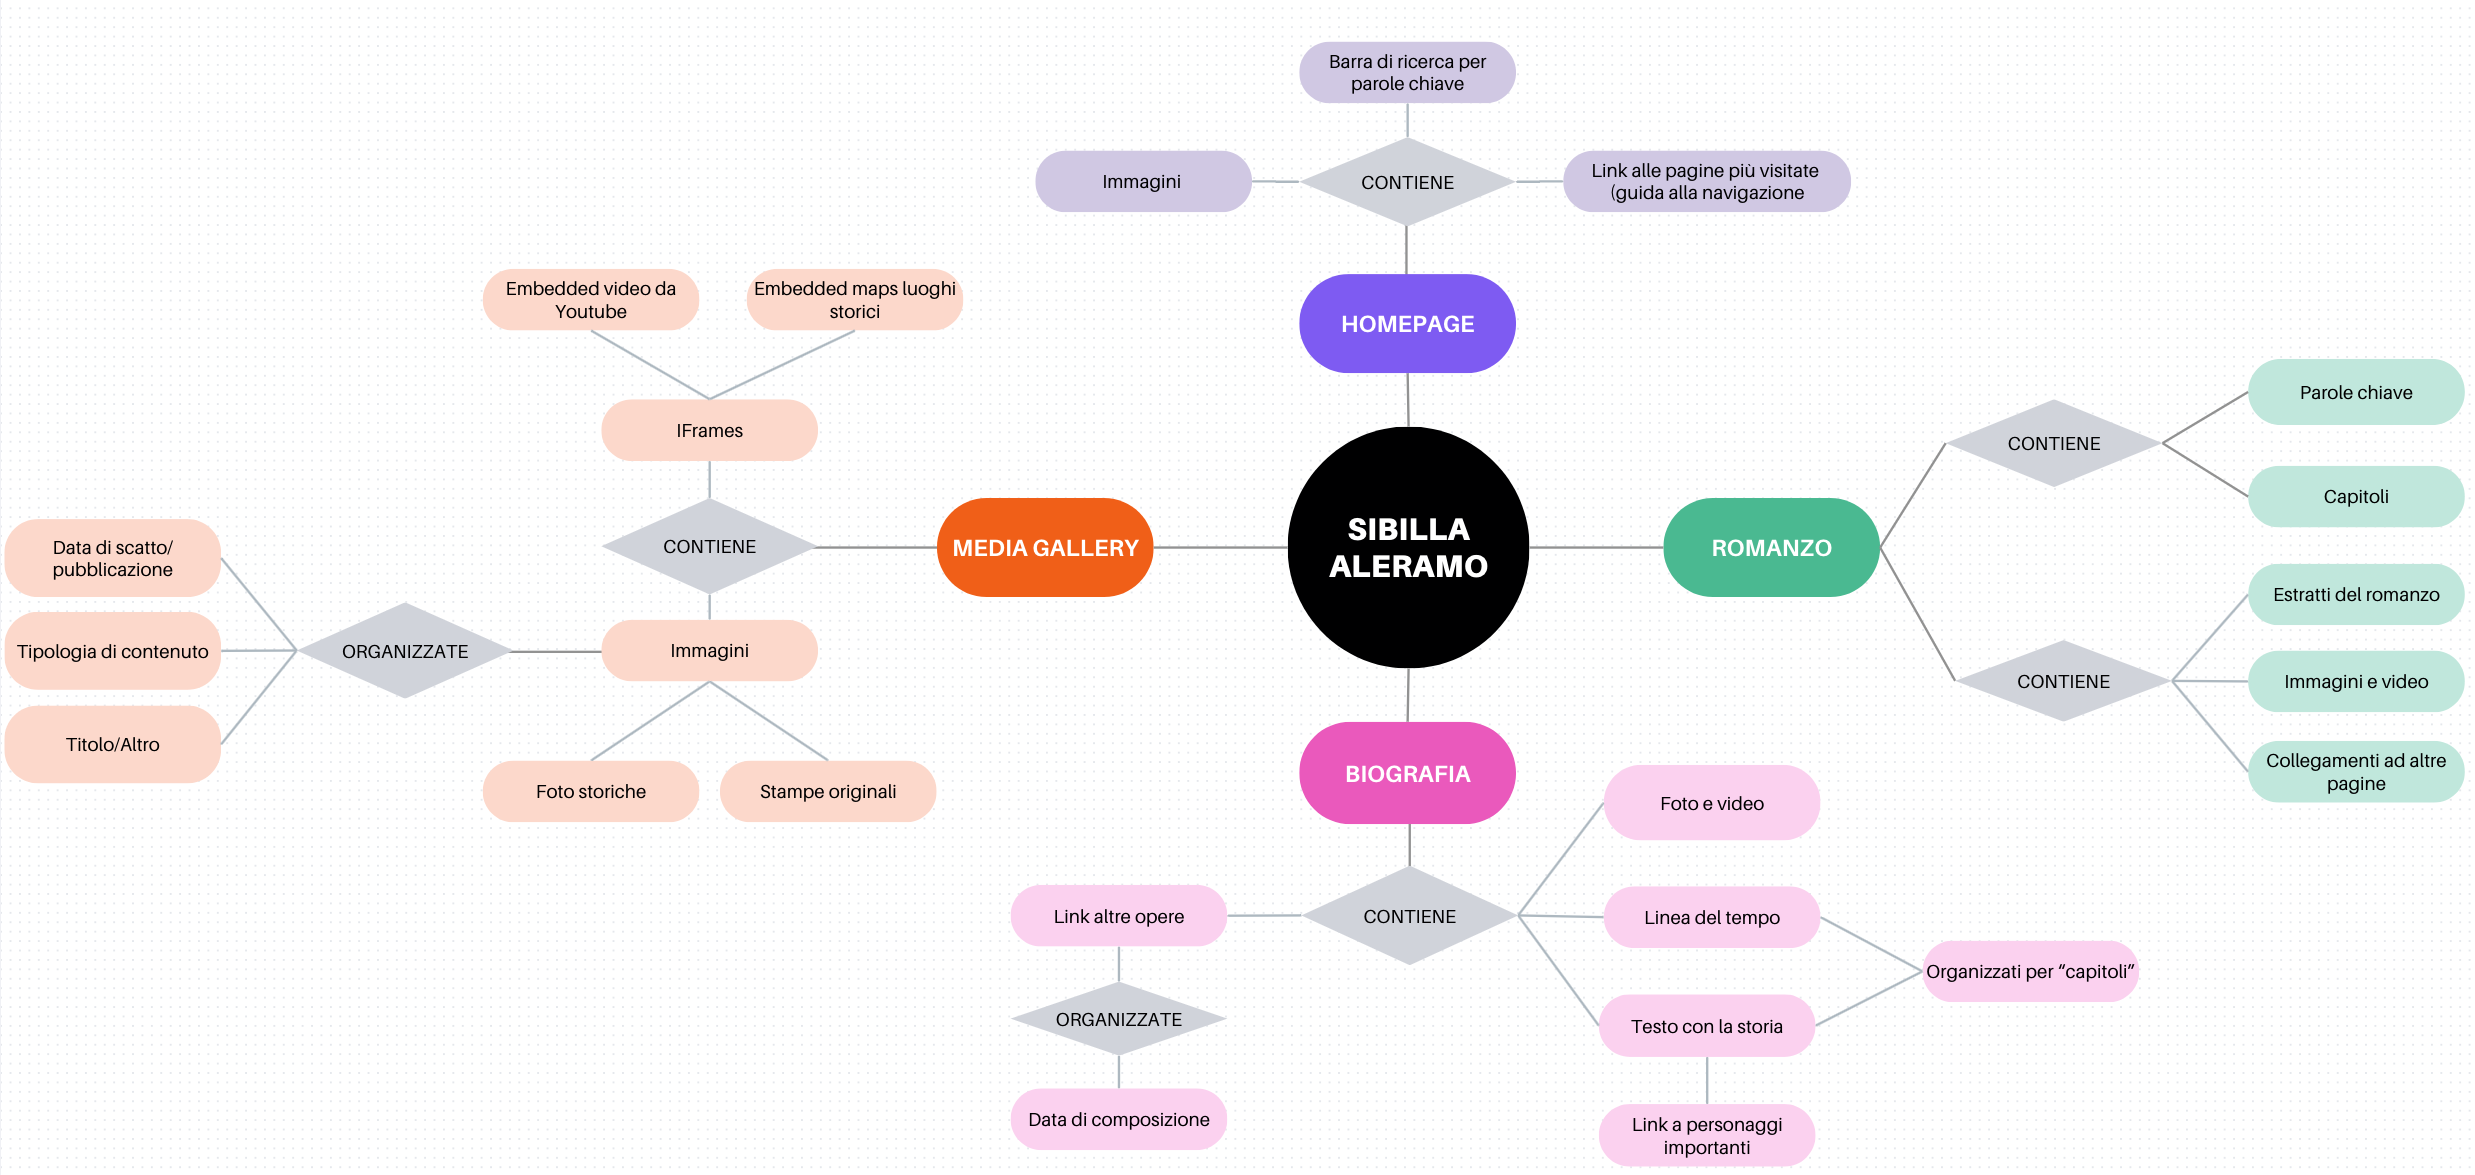 Barra di ricerca per
parole chiave
Immagini
CONTIENE
Link alle pagine più visitate
(guida alla navigazione
HOMEPAGE
Embedded video da
Youtube
Embedded maps luoghi
storici
IFrames
CONTIENE
MEDIA GALLERY
Data di scatto/
pubblicazione
Tipologia di contenuto
Titolo/Altro
ORGANIZZATE
Immagini
Foto storiche
Stampe originali
SIBILLA
ALERAMO
ROMANZO
CONTIENE
Parole chiave
Capitoli
CONTIENE
Estratti del romanzo
Immagini e video
Collegamenti ad altre
pagine
BIOGRAFIA
CONTIENE
Link altre opere
ORGANIZZATE
Data di composizione
Foto e video
Linea del tempo
Organizzati per “capitoli”
Testo con la storia
Link a personaggi
importanti